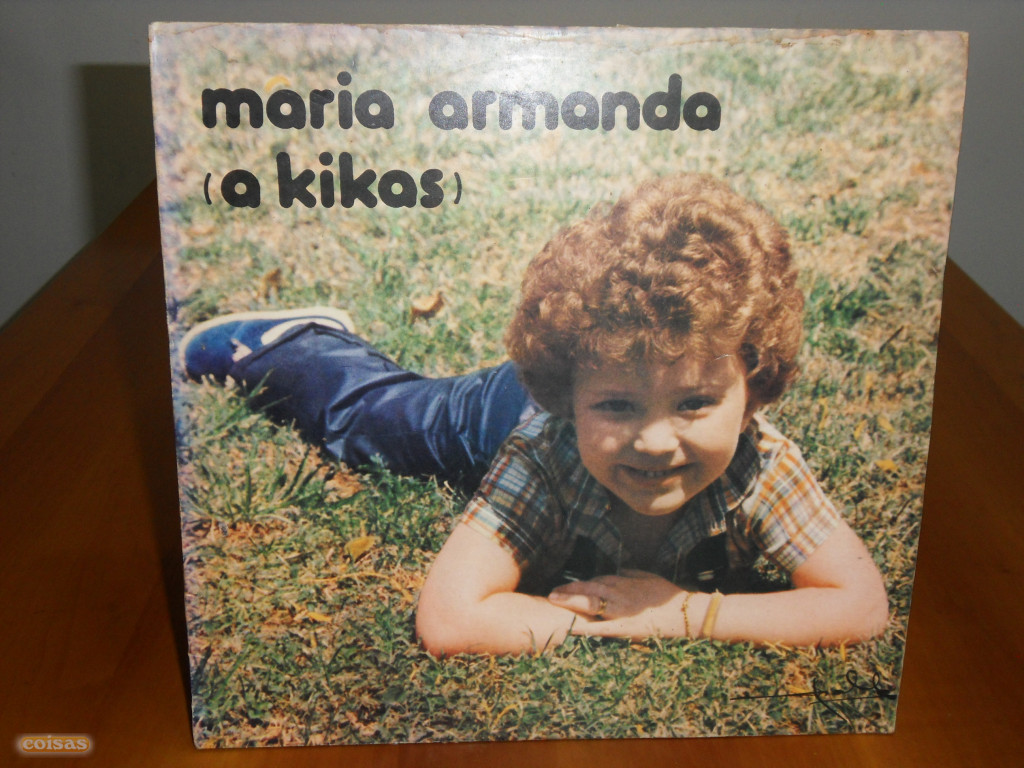 maria armanda
(a kikas)
coisas